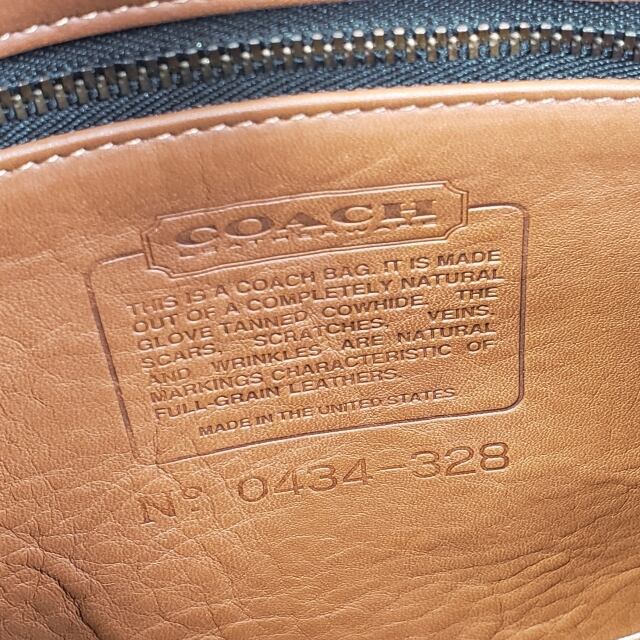 COACH
LEATHERWARE
THIS IS A COACH BAG. IT IS MADE
OUT OF A COMPLETELY NATURAL
GLOVE TANNED COWHIDE, THE
SCARS, SCRATCHES, VEINS,
AND WRINKLES ARE NATURAL
MARKINGS CHARACTERISTIC OF
FULL-GRAIN LEATHERS.
MADE IN THE UNITED STATES
Nº 0434-328